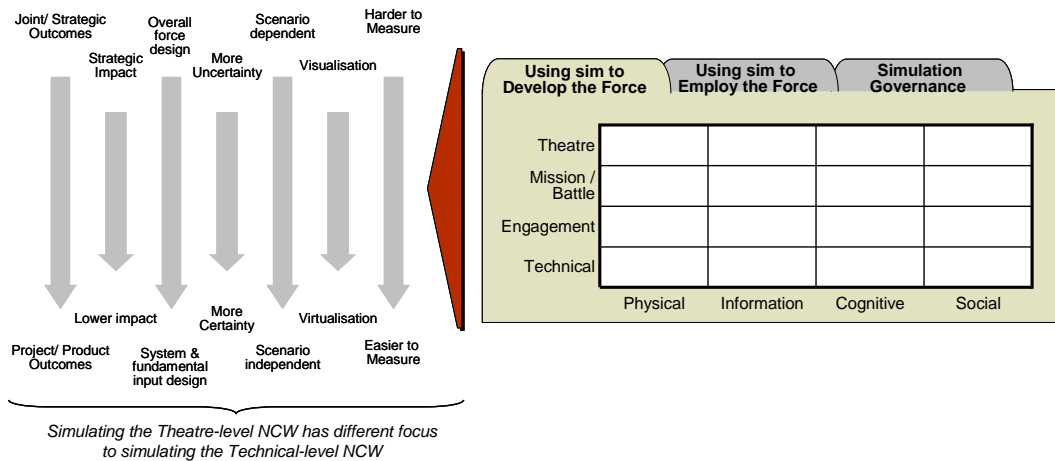 Joint/ Strategic
Outcomes
Strategic
Impact
Overall
force
design
More
Uncertainty
Scenario
dependent
Visualisation
Harder to
Measure
Lower impact
More
Certainty
Virtualisation
Project/ Product
Outcomes
System &
fundamental
input design
Scenario
independent
Easier to
Measure
Simulating the Theatre-level NCW has different focus
to simulating the Technical-level NCW
Using sim to
Develop the Force
Using sim to
Employ the Force
Simulation
Governance
Theatre
Mission /
Battle
Engagement
Technical
Physical
Information
Cognitive
Social